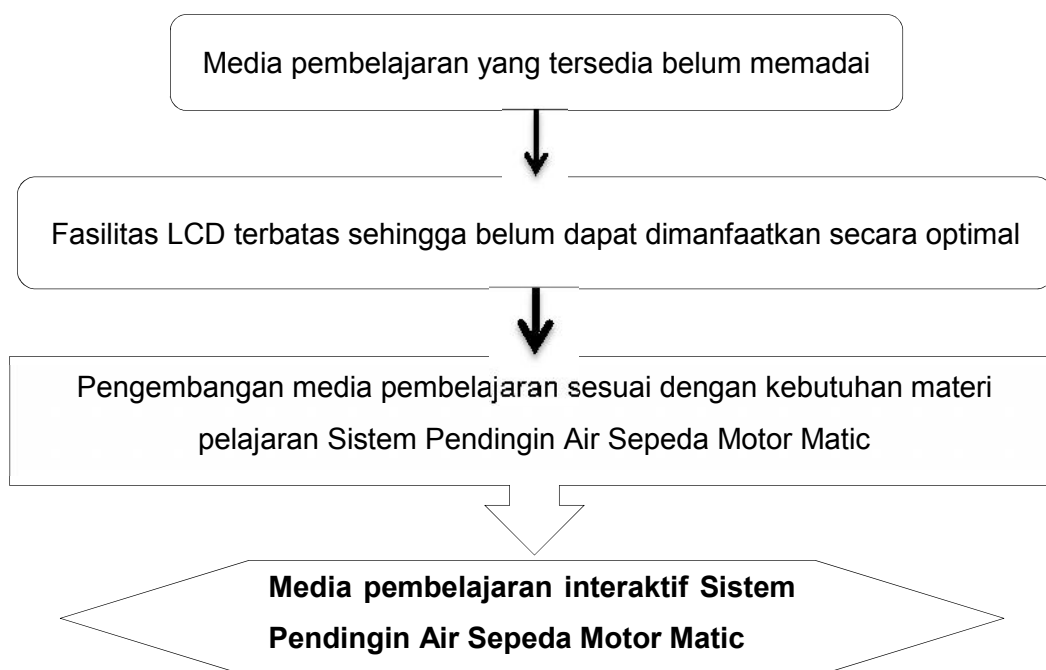 Media pembelajaran yang tersedia belum memadai
Fasilitas LCD terbatas sehingga belum dapat dimanfaatkan secara optimal
Pengembangan media pembelajaran sesuai dengan kebutuhan materi
pelajaran Sistem Pendingin Air Sepeda Motor Matic
Media pembelajaran interaktif Sistem
Pendingin Air Sepeda Motor Matic